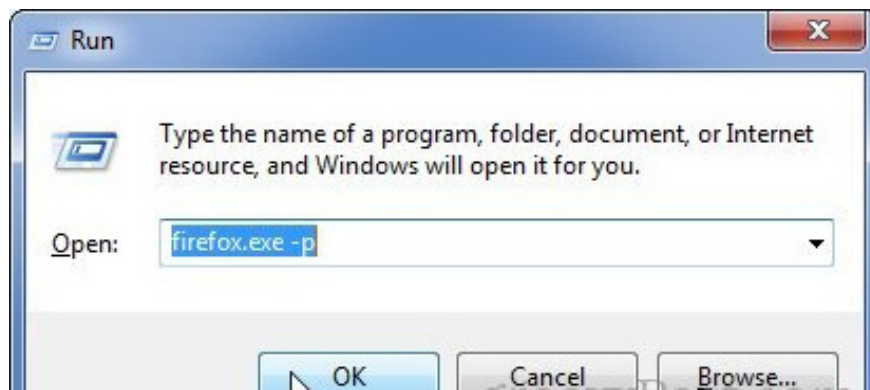 Run
Type the name of a program, folder, document, or Internet
resource, and Windows will open it for you.
Open: firefox.exe -p
OK Cancel Browse...